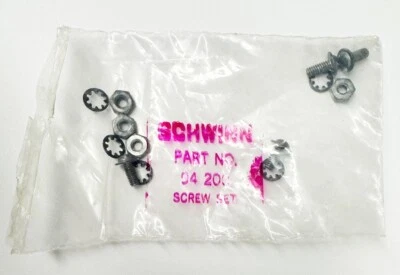 SCHWINN
PART NO.
04 20
SCREW SET